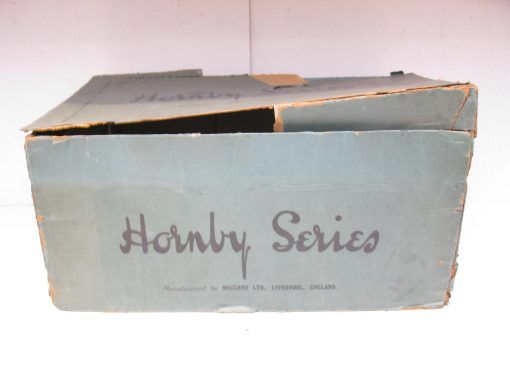 Hornby
Hornby Series
Manufactured by MECCANO LTD., LIVERPOOL, ENGLAND.